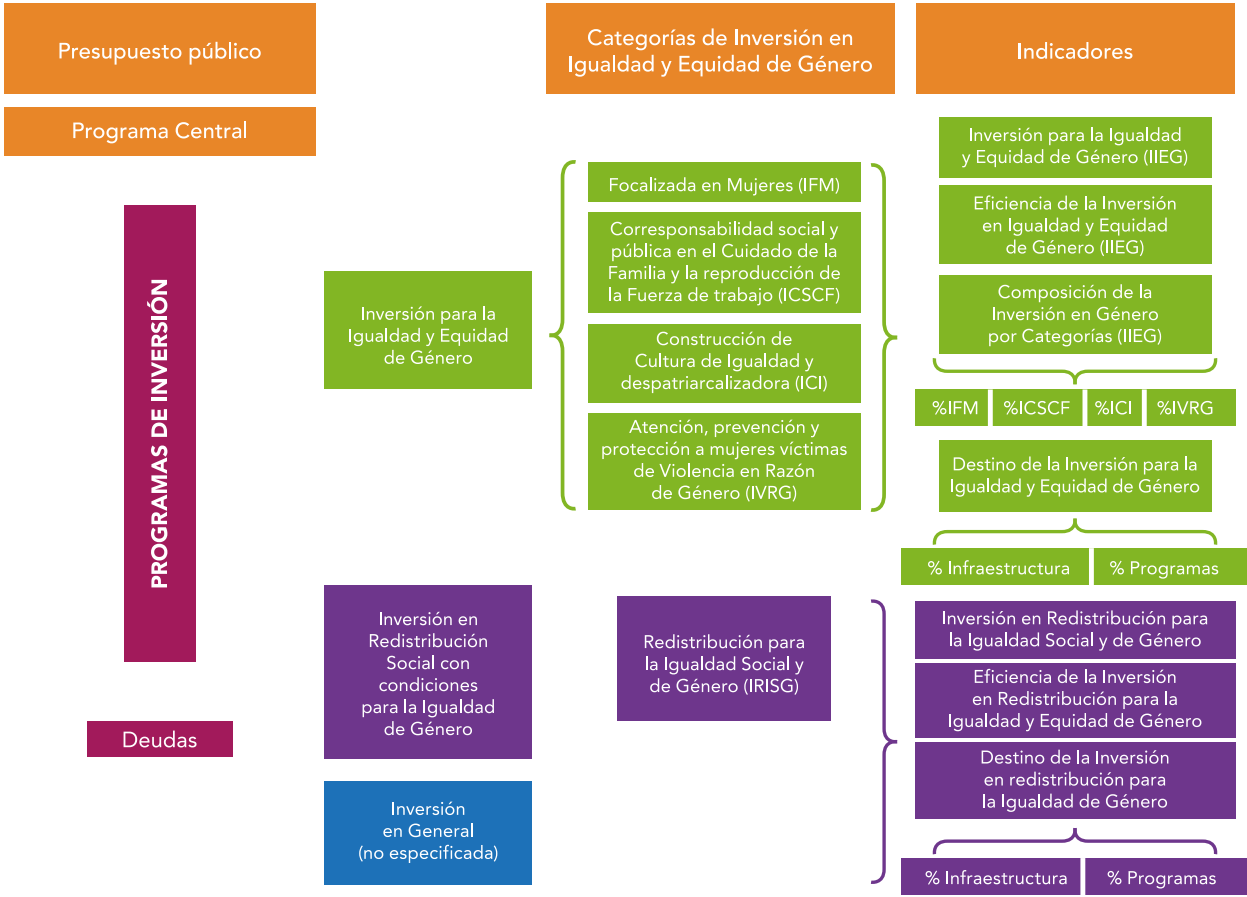 Presupuesto público
Categorías de Inversión en
Igualdad y Equidad de Género
Indicadores
Programa Central
PROGRAMAS DE INVERSIÓN
Deudas
Inversión para la
Igualdad y Equidad
de Género
Focalizada en Mujeres (IFM)
Corresponsabilidad social y
pública en el Cuidado de la
Familia y la reproducción de
la Fuerza de trabajo (ICSCF)
Construcción de
Cultura de Igualdad y
despatriarcalizadora (ICI)
Atención, prevención y
protección a mujeres víctimas
de Violencia en Razón
de Género (IVRG)
Inversión para la Igualdad
y Equidad de Género (IIEG)
Eficiencia de la Inversión
en Igualdad y Equidad
de Género (IIEG)
Composición de la
Inversión en Género
por Categorías (IIEG)
%IFM
%ICSCF
%ICI
%IVRG
Destino de la Inversión para la
Igualdad y Equidad de Género
% Infraestructura
% Programas
Inversión en
Redistribución
Social con
condiciones
para la Igualdad
de Género
Redistribución para
la Igualdad Social y
de Género (IRISG)
Inversión en Redistribución para
la Igualdad Social y de Género
Eficiencia de la Inversión
en Redistribución para la
Igualdad y Equidad de Género
Destino de la Inversión
en redistribución para
la Igualdad de Género
% Infraestructura
% Programas
Inversión
en General
(no especificada)